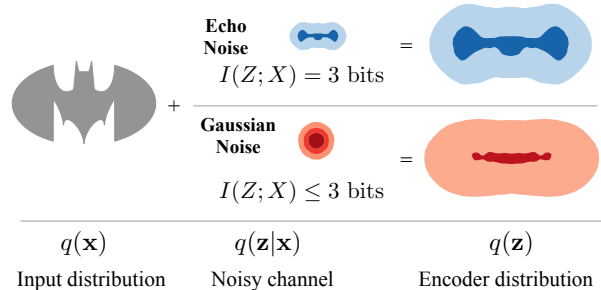 Echo
Noise
=
I(Z; X) = 3 bits
+
Gaussian
Noise
=
I(Z; X) ≤ 3 bits
q(x) q(z|x) q(z)
Input distribution Noisy channel Encoder distribution